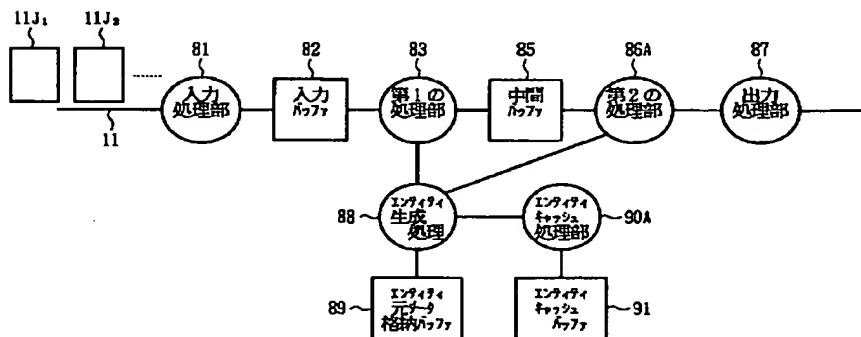 11J₁
11J₂
81
82
83
85
86A
87
入力
処理部
入力
バッファ
第1の
処理部
中間
バッファ
第2の
処理部
出力
処理部
11
88
エンティティ
生成
処理
エンティティ
キャッシュ
処理部
90A
89
エンティティ
元データ
格納バッファ
エンティティ
キャッシュ
バッファ
91